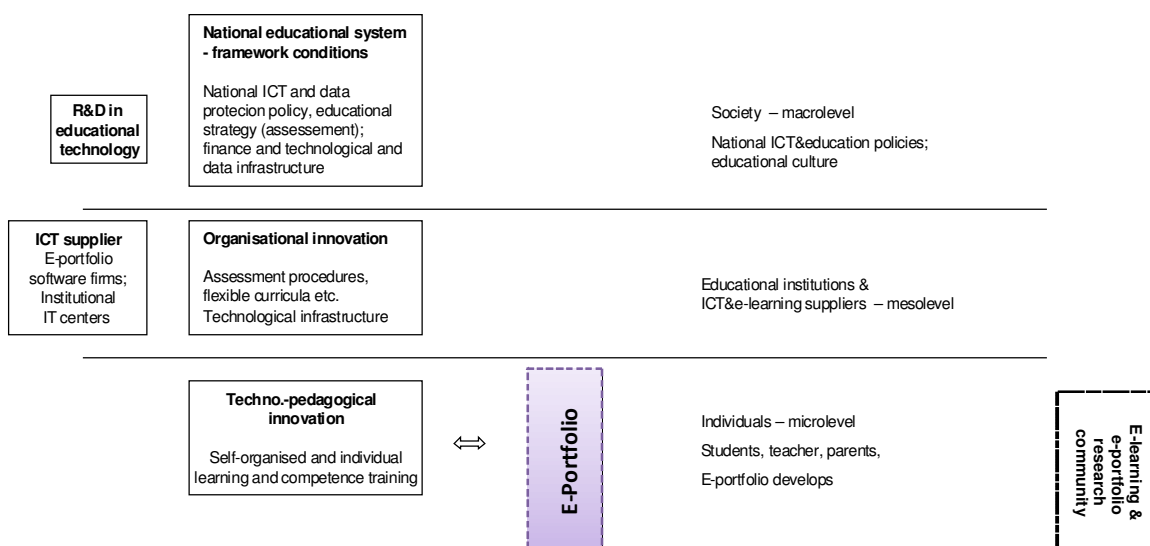 National educational system
- framework conditions
National ICT and data
protecion policy, educational
strategy (assessement);
finance and technological and
data infrastructure
R&D in
educational
technology
Society – macrolevel
National ICT&education policies;
educational culture
ICT supplier
E-portfolio
software firms;
Institutional
IT centers
Organisational innovation
Assessment procedures,
flexible curricula etc.
Technological infrastructure
Educational institutions &
ICT&e-learning suppliers – mesolevel
Techno.-pedagogical
innovation
Self-organised and individual
learning and competence training
E-Portfolio
Individuals – microlevel
Students, teacher, parents,
E-portfolio develops
E-learning &
e-portfolio
research
community